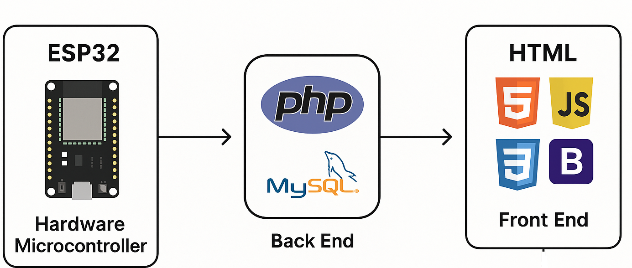 ESP32
Hardware
Microcontroller
php
MySQL
Back End
HTML
5
JS
3
B
Front End